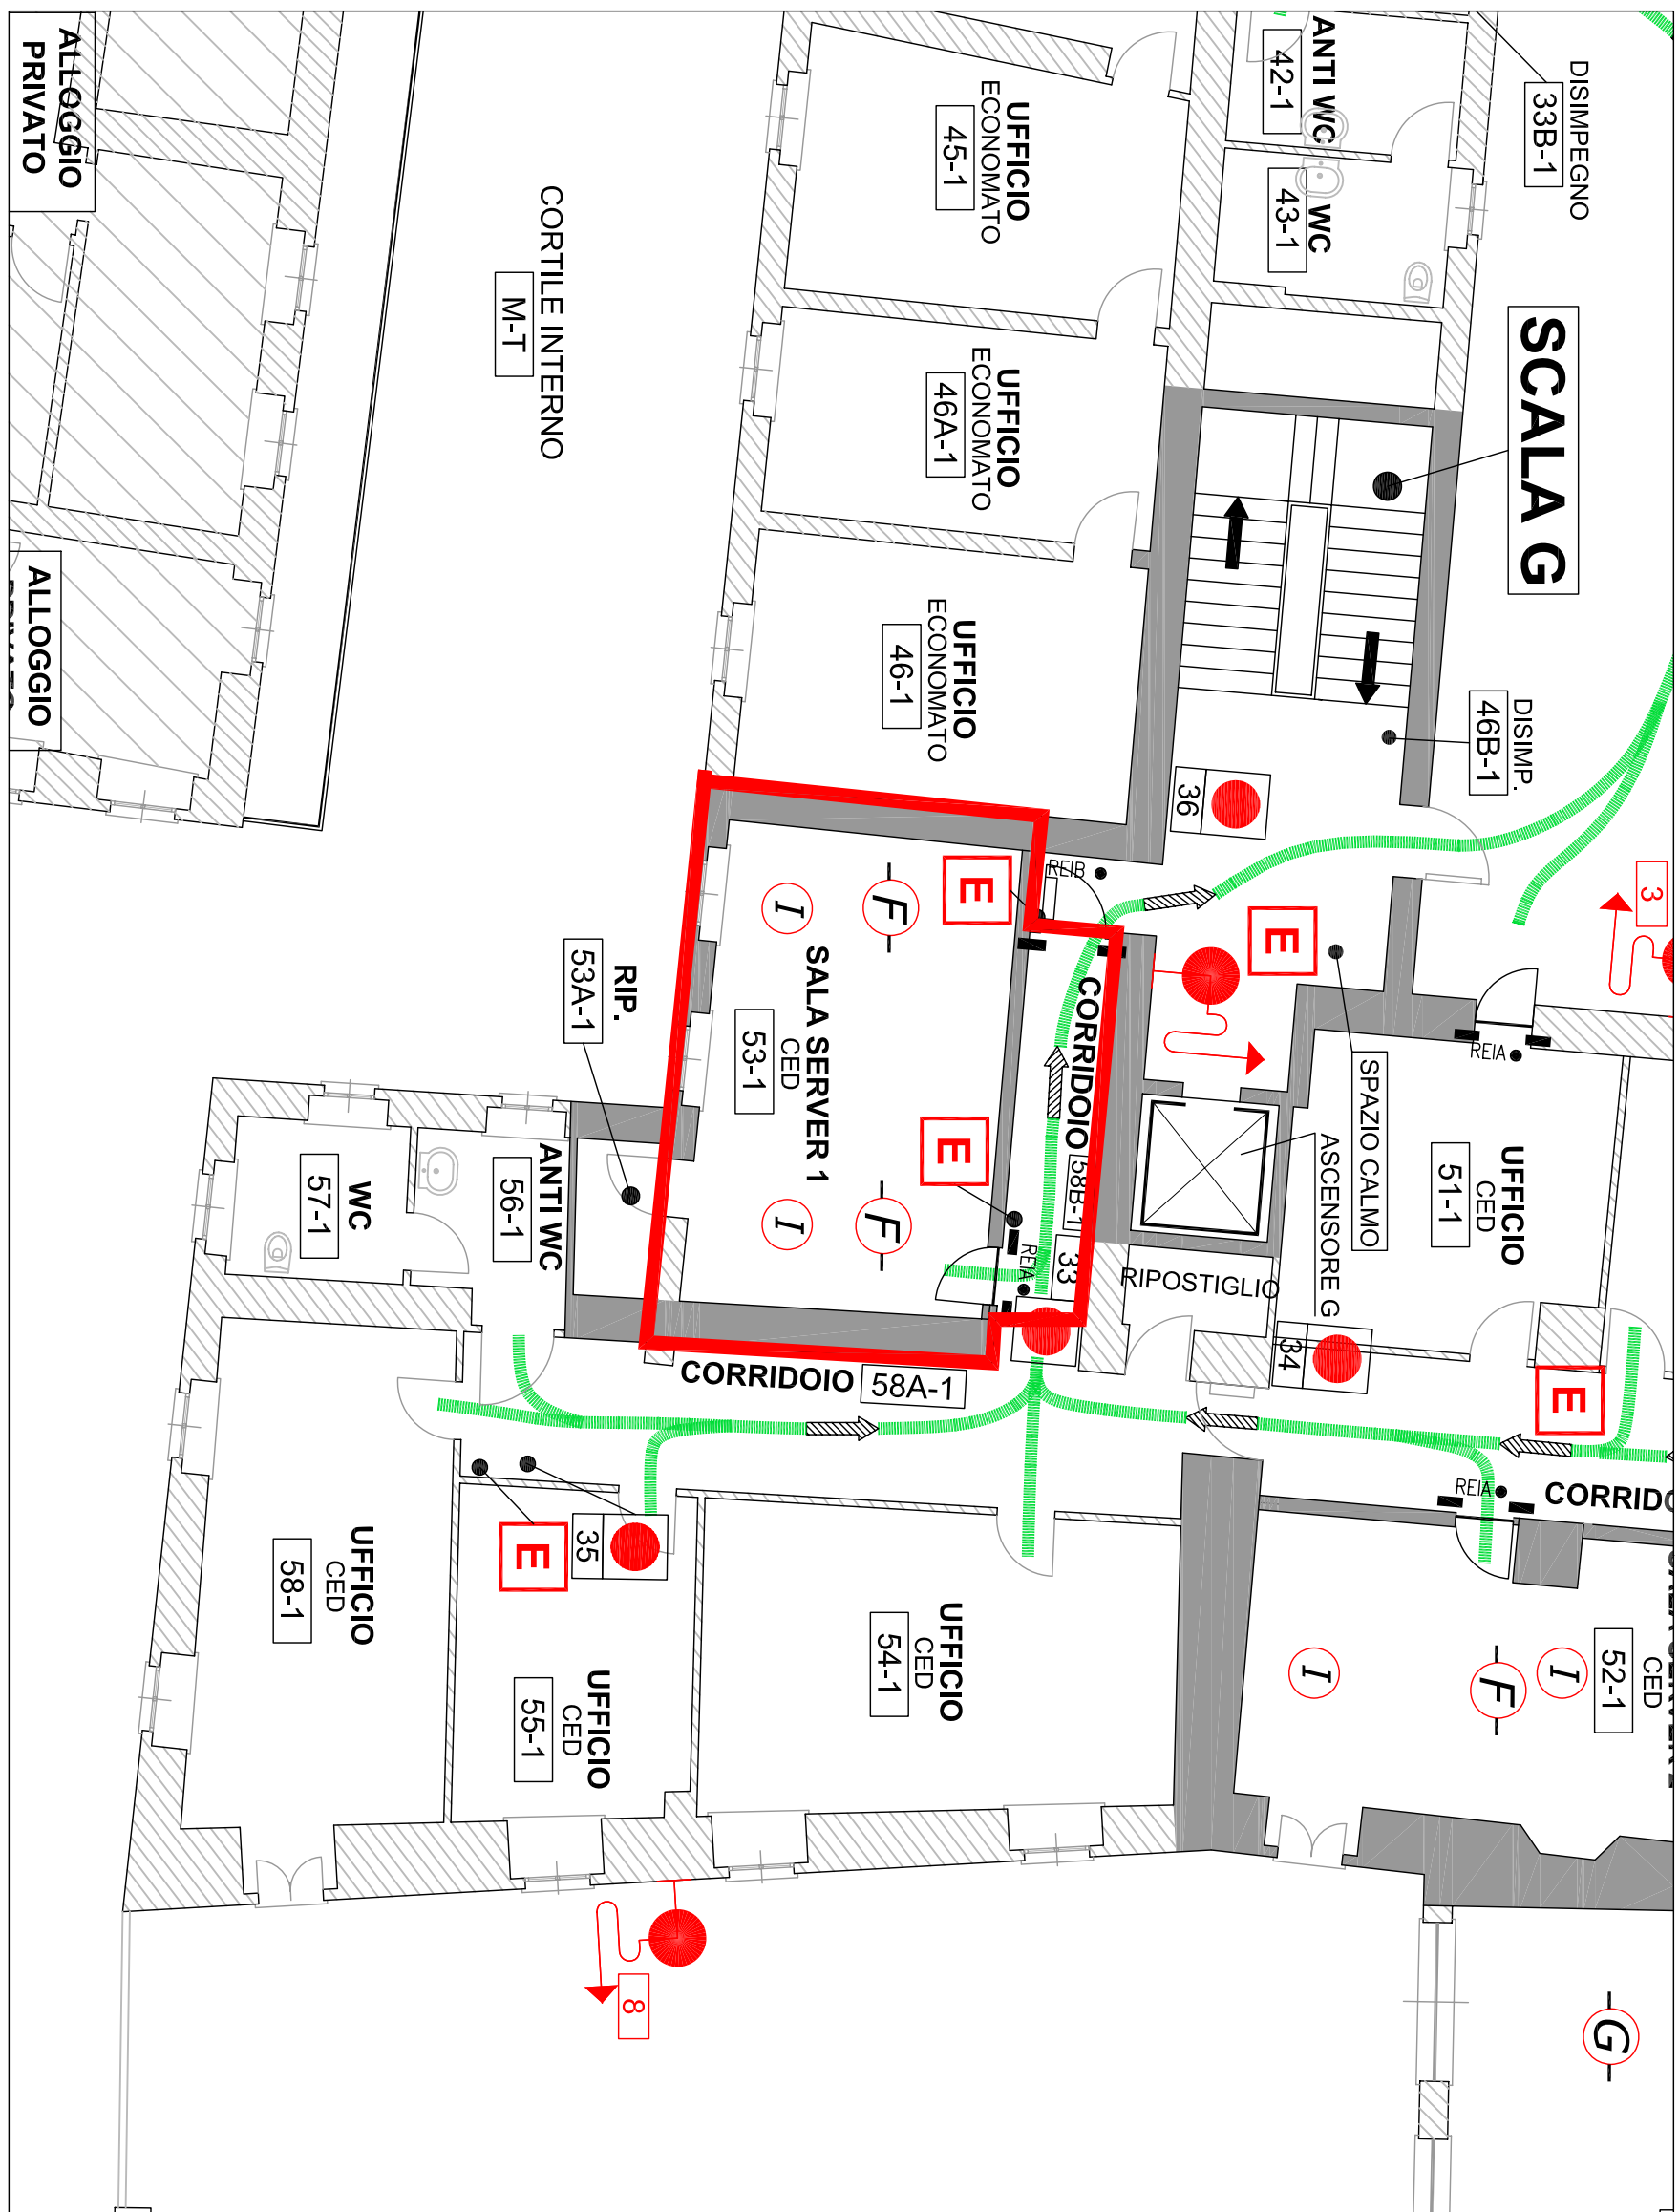 DISIMPEGNO
33B-1
ANTI WC
42-1
WC
43-1
SCALA G
DISIMP.
46B-1
UFFICIO
ECONOMATO
45-1
UFFICIO
ECONOMATO
46A-1
UFFICIO
ECONOMATO
46-1
CORTILE INTERNO
M-T
ALLOGGIO
PRIVATO
ALLOGGIO
36
3
E
REIB
E
SPAZIO CALMO
ASCENSORE G
REIA
UFFICIO
CED
51-1
CORRIDOIO
58B-1
SALA SERVER 1
CED
53-1
I
F
I
F
E
REIA
33
RIPOSTIGLIO
34
RIP.
53A-1
ANTI WC
56-1
WC
57-1
CORRIDOIO
58A-1
E
REIA
CORRIDO
52-1
CED
I
F
I
UFFICIO
CED
54-1
35
E
UFFICIO
CED
55-1
UFFICIO
CED
58-1
8
G